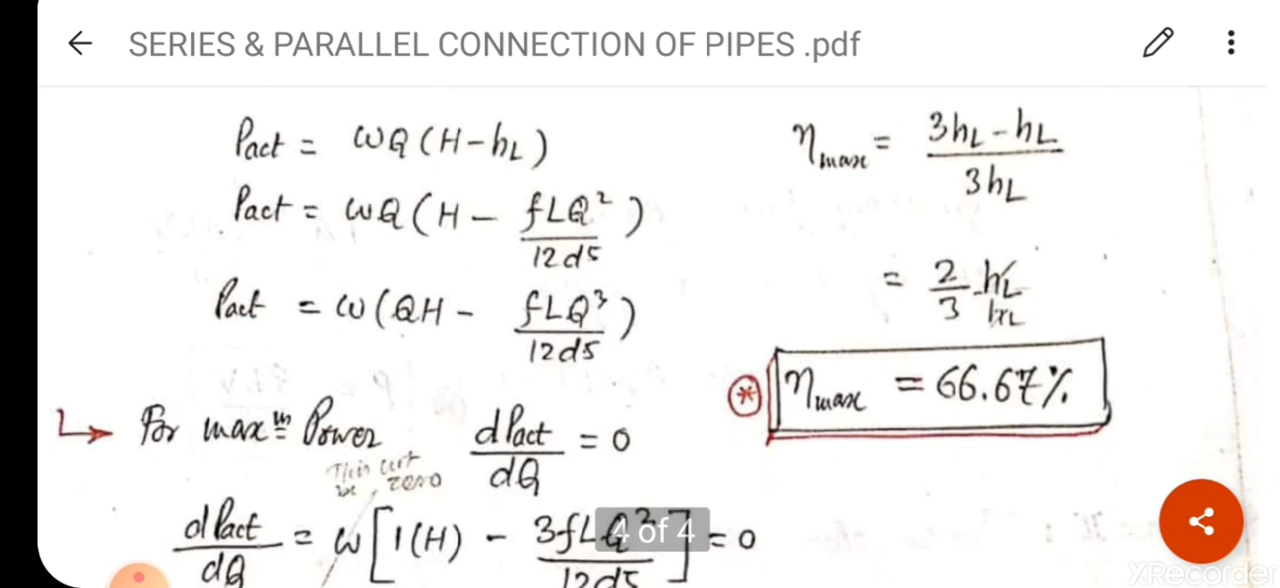 SERIES & PARALLEL CONNECTION OF PIPES .pdf
Pact = ωQ (H-hL)
Pact = ωQ (H - fLQ² / 12d5)
Pact = ω(QH - fLQ³ / 12d5)
For maxᵐ Power dPact/dQ = 0
This
zero
dPact/dQ = ω[1(H) - 3fLQ²/12d5] = 0
ηmax = 3hL - hL / 3hL
= 2/3 hL/hL
* ηmax = 66.67%
4 of 4
XRecorder